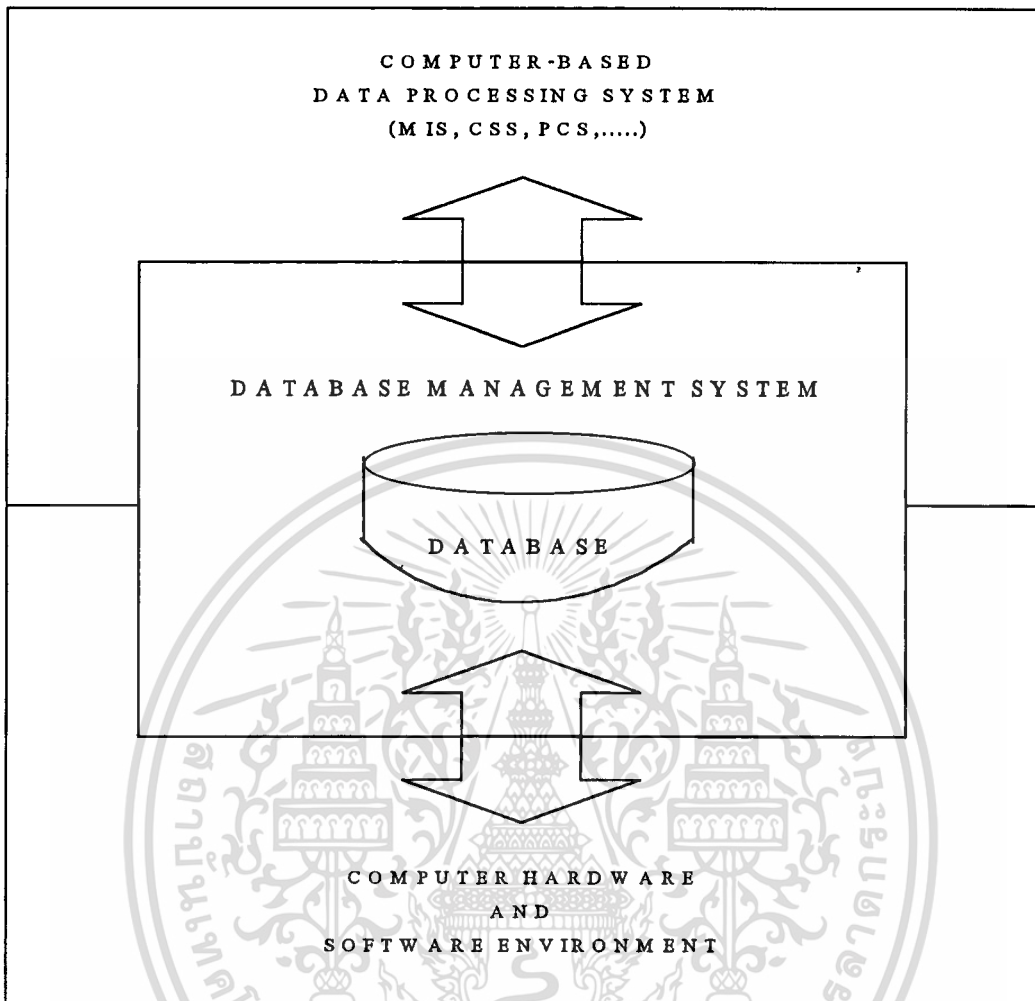 COMPUTER-BASED
DATA PROCESSING SYSTEM
(MIS, CSS, PCS,.....)
DATABASE MANAGEMENT SYSTEM
DATABASE
COMPUTER HARDWARE
AND
SOFTWARE ENVIRONMENT